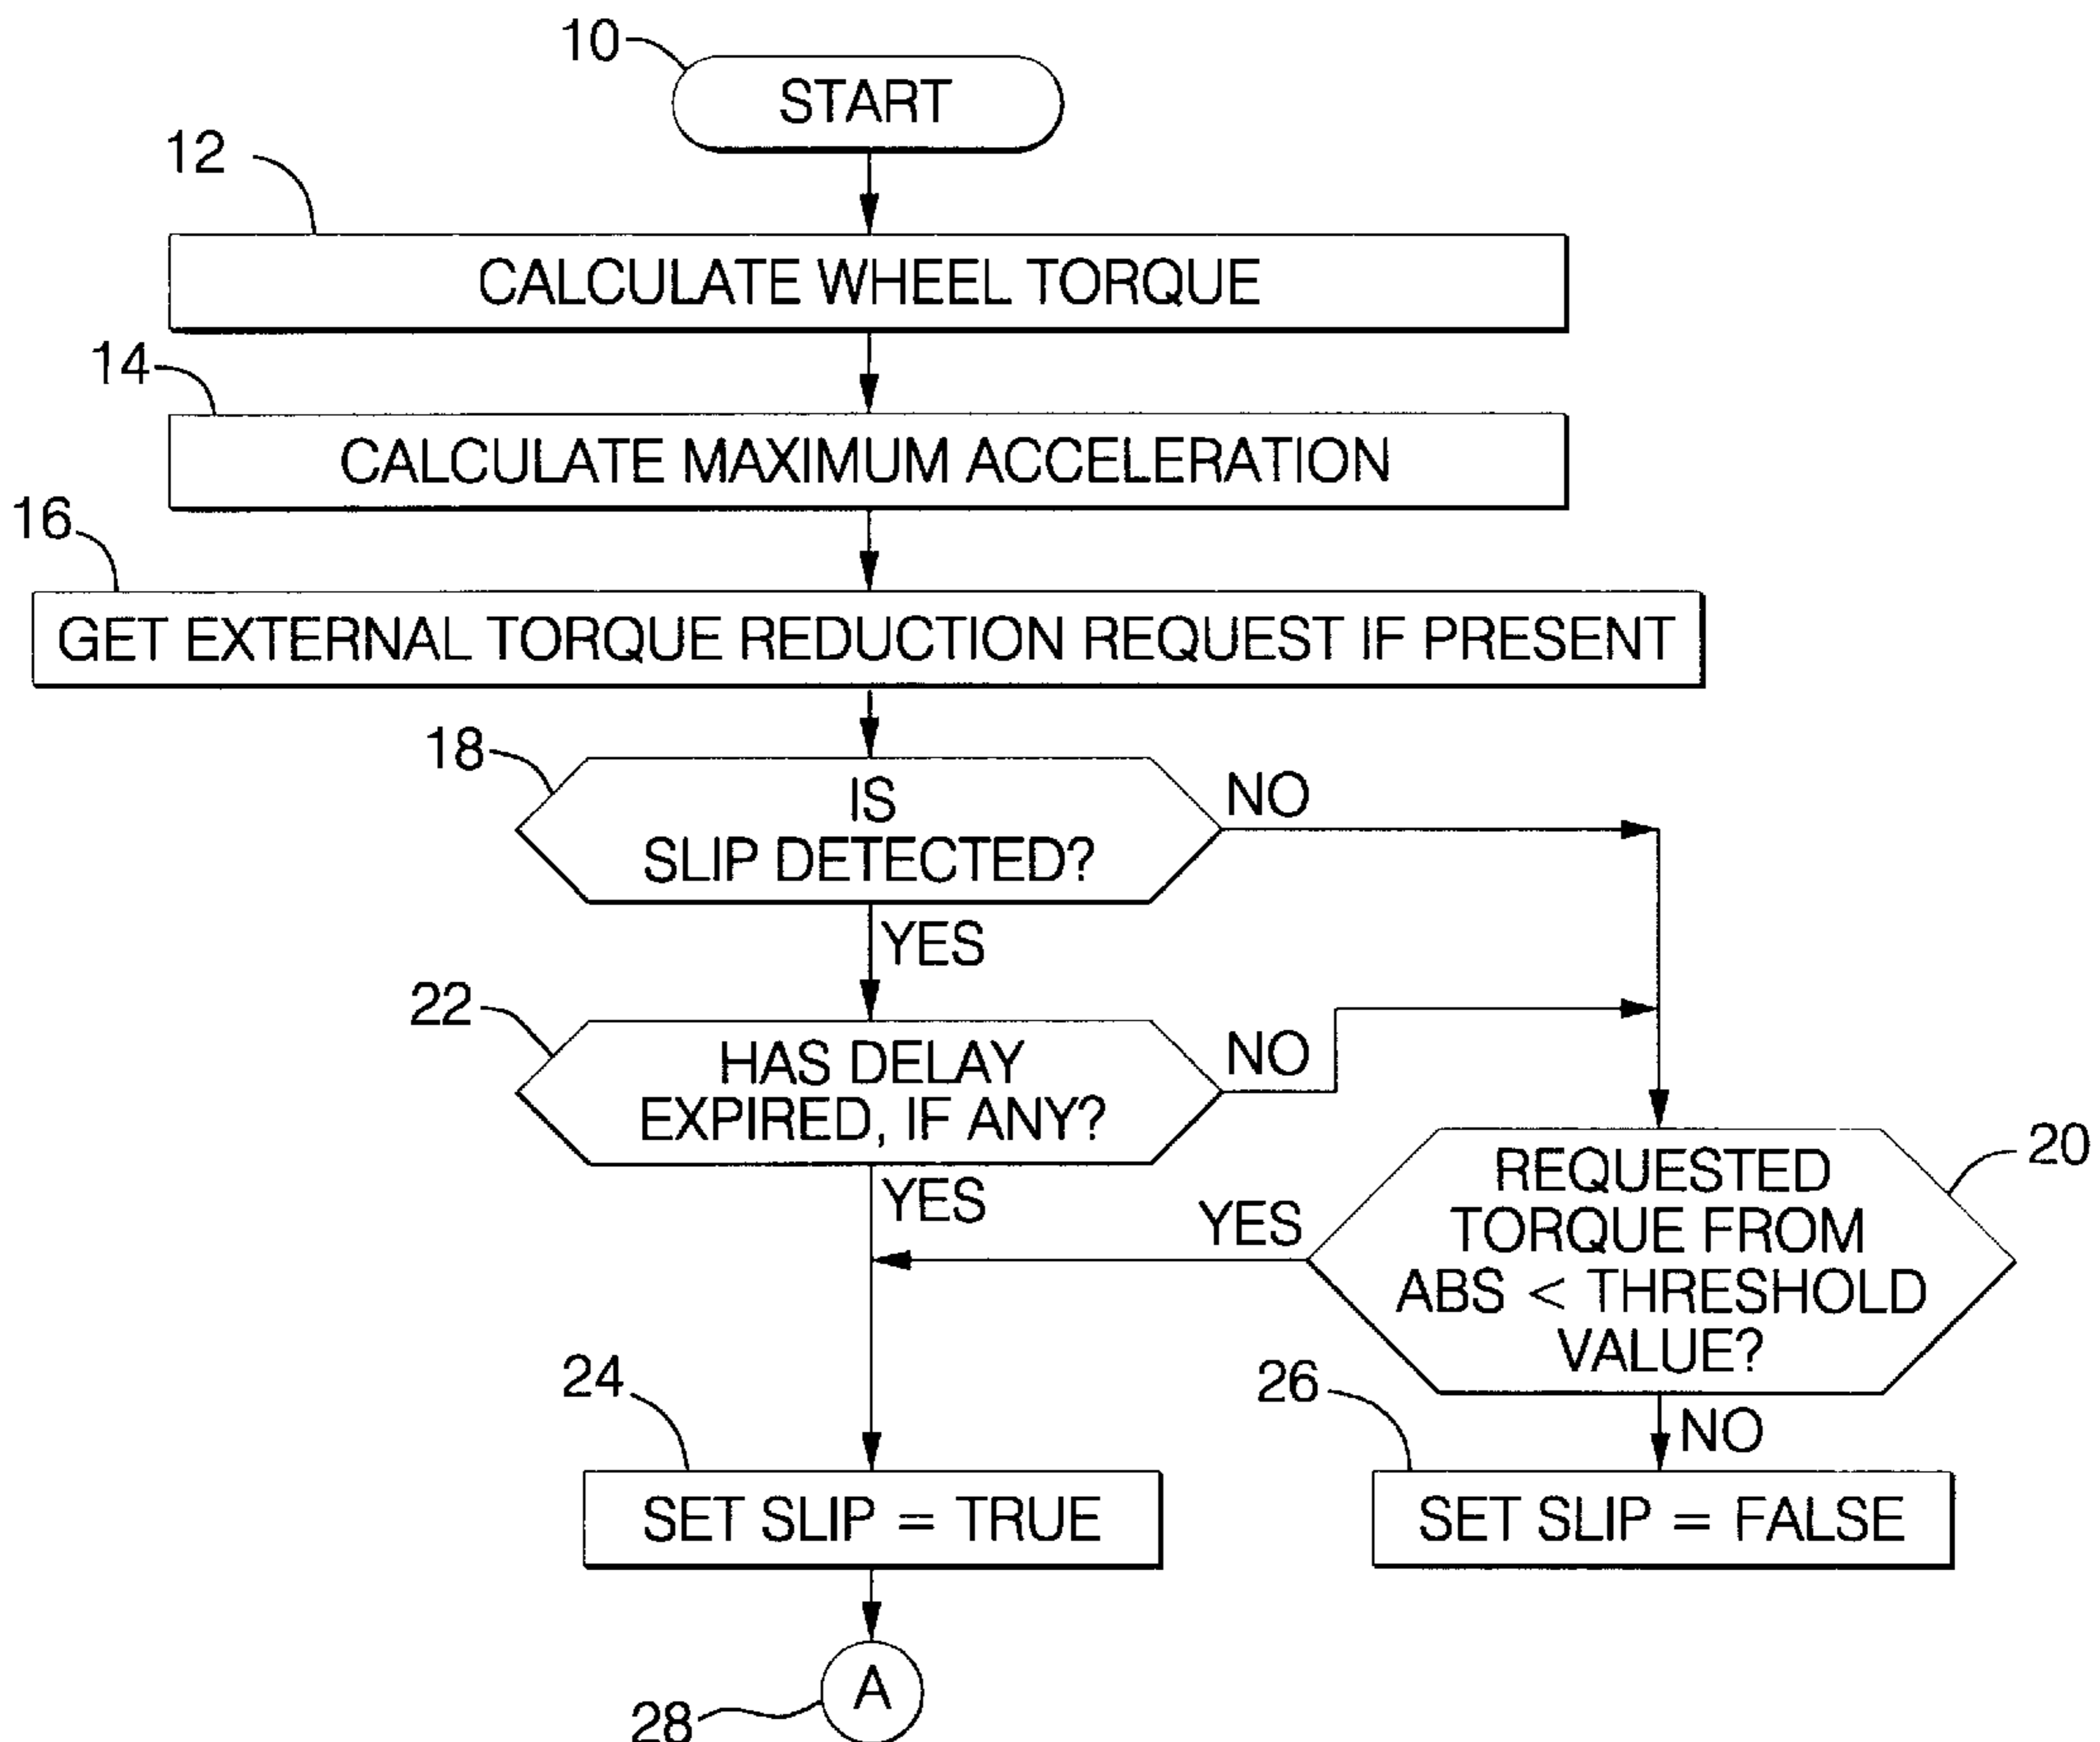 10
START
12
CALCULATE WHEEL TORQUE
14
CALCULATE MAXIMUM ACCELERATION
16
GET EXTERNAL TORQUE REDUCTION REQUEST IF PRESENT
18
IS
SLIP DETECTED?
NO
YES
22
HAS DELAY
EXPIRED, IF ANY?
NO
YES
20
REQUESTED
TORQUE FROM
ABS < THRESHOLD
VALUE?
YES
NO
24
SET SLIP = TRUE
26
SET SLIP = FALSE
A
28